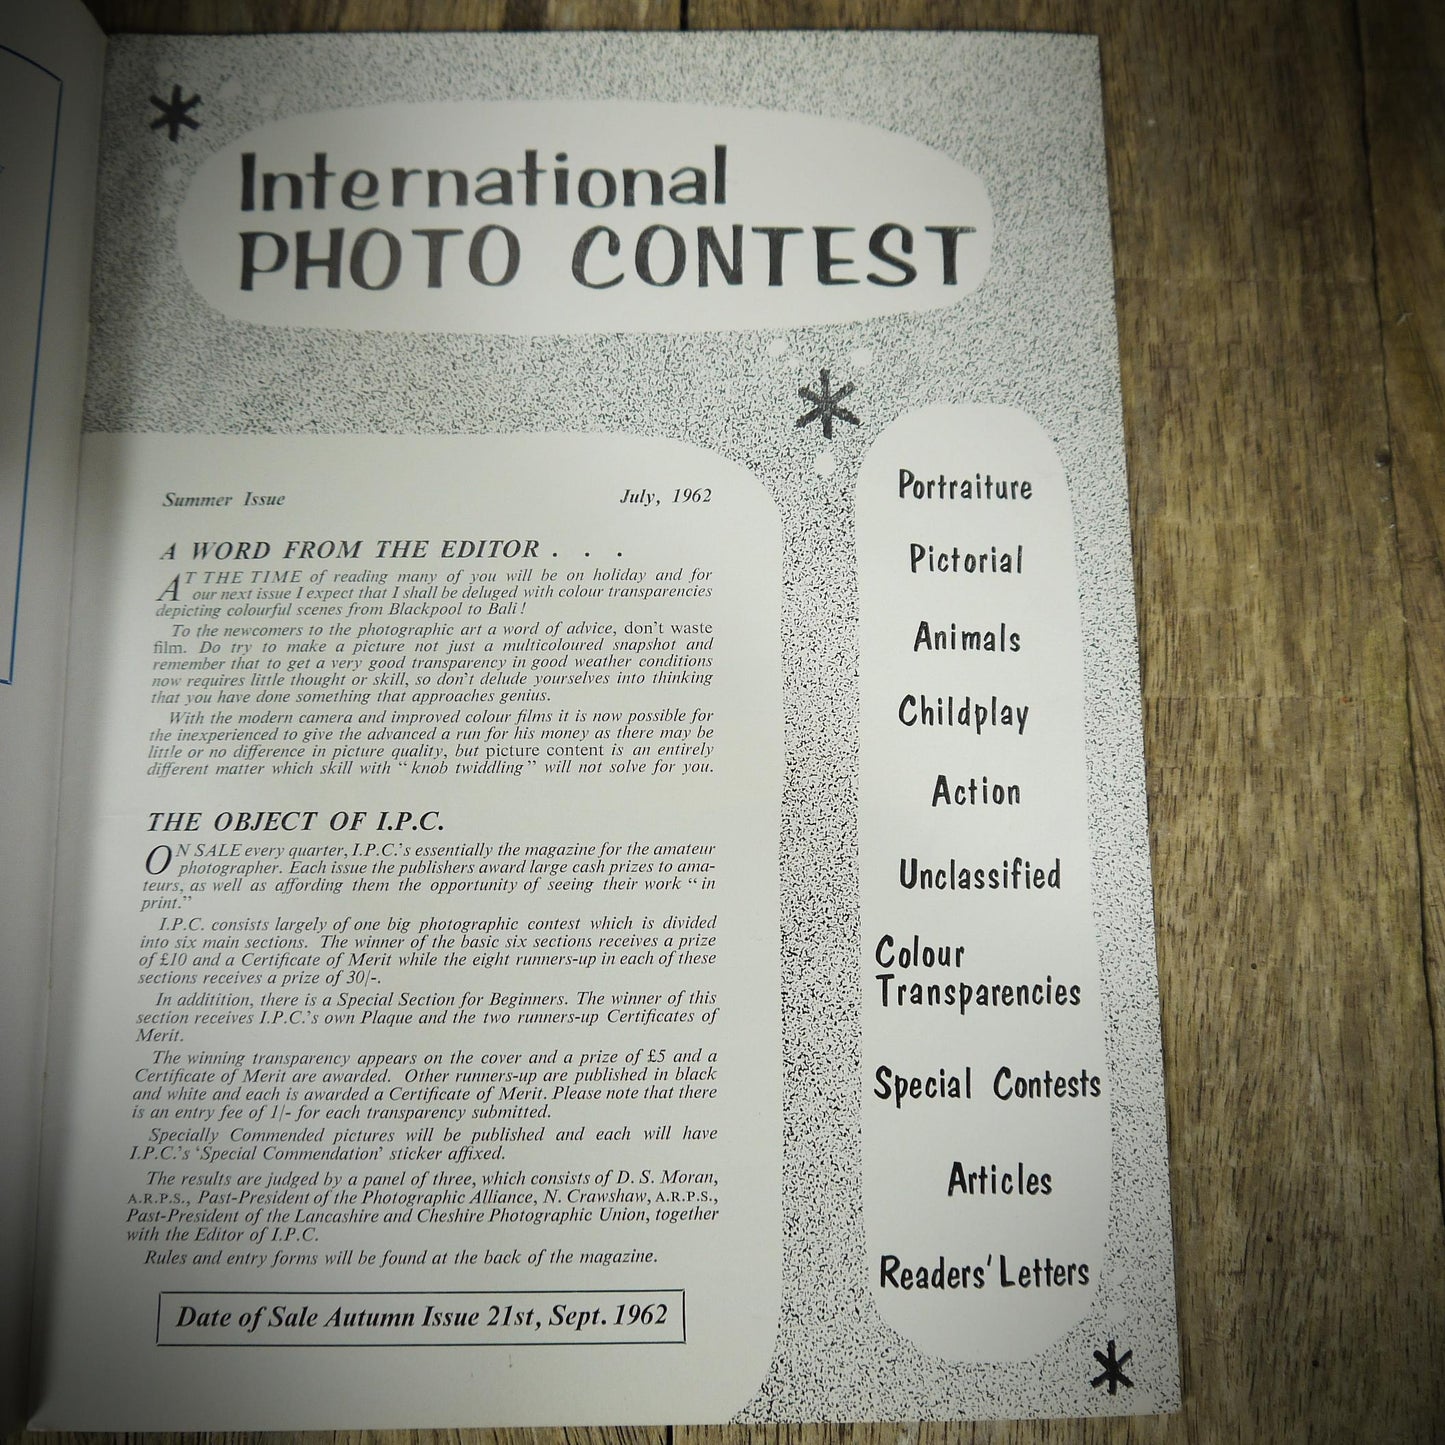 International
PHOTO CONTEST
Summer Issue July, 1962
A WORD FROM THE EDITOR . . .
AT THE TIME of reading many of you will be on holiday and for
our next issue I expect that I shall be deluged with colour transparencies
depicting colourful scenes from Blackpool to Bali!
To the newcomers to the photographic art a word of advice, don't waste
film. Do try to make a picture not just a multicoloured snapshot and
remember that to get a very good transparency in good weather conditions
now requires little thought or skill, so don't delude yourselves into thinking
that you have done something that approaches genius.
With the modern camera and improved colour films it is now possible for
the inexperienced to give the advanced a run for his money as there may be
little or no difference in picture quality, but picture content is an entirely
different matter which skill with "knob twiddling" will not solve for you.
THE OBJECT OF I.P.C.
ON SALE every quarter, I.P.C.'s essentially the magazine for the amateur
photographer. Each issue the publishers award large cash prizes to ama-
teurs, as well as affording them the opportunity of seeing their work "in
print."
I.P.C. consists largely of one big photographic contest which is divided
into six main sections. The winner of the basic six sections receives a prize
of £10 and a Certificate of Merit while the eight runners-up in each of these
sections receives a prize of 30/-.
In additition, there is a Special Section for Beginners. The winner of this
section receives I.P.C.'s own Plaque and the two runners-up Certificates of
Merit.
The winning transparency appears on the cover and a prize of £5 and a
Certificate of Merit are awarded. Other runners-up are published in black
and white and each is awarded a Certificate of Merit. Please note that there
is an entry fee of 1/- for each transparency submitted.
Specially Commended pictures will be published and each will have
I.P.C.'s 'Special Commendation' sticker affixed.
The results are judged by a panel of three, which consists of D. S. Moran,
A.R.P.S., Past-President of the Photographic Alliance, N. Crawshaw, A.R.P.S.,
Past-President of the Lancashire and Cheshire Photographic Union, together
with the Editor of I.P.C.
Rules and entry forms will be found at the back of the magazine.
Date of Sale Autumn Issue 21st, Sept. 1962
Portraiture
Pictorial
Animals
Childplay
Action
Unclassified
Colour
Transparencies
Special Contests
Articles
Readers' Letters